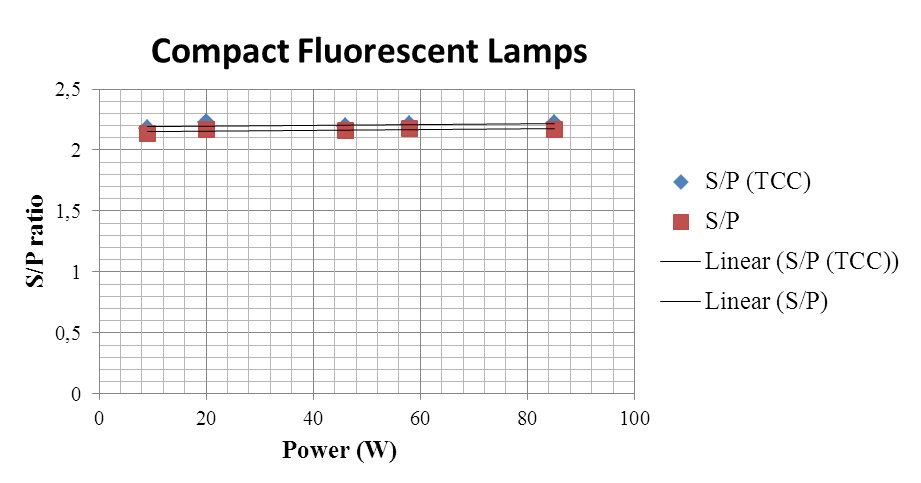 Compact Fluorescent Lamps
2,5
2
1,5
1
0,5
0
S/P ratio
0 20 40 60 80 100
Power (W)
S/P (TCC)
S/P
Linear (S/P (TCC))
Linear (S/P)